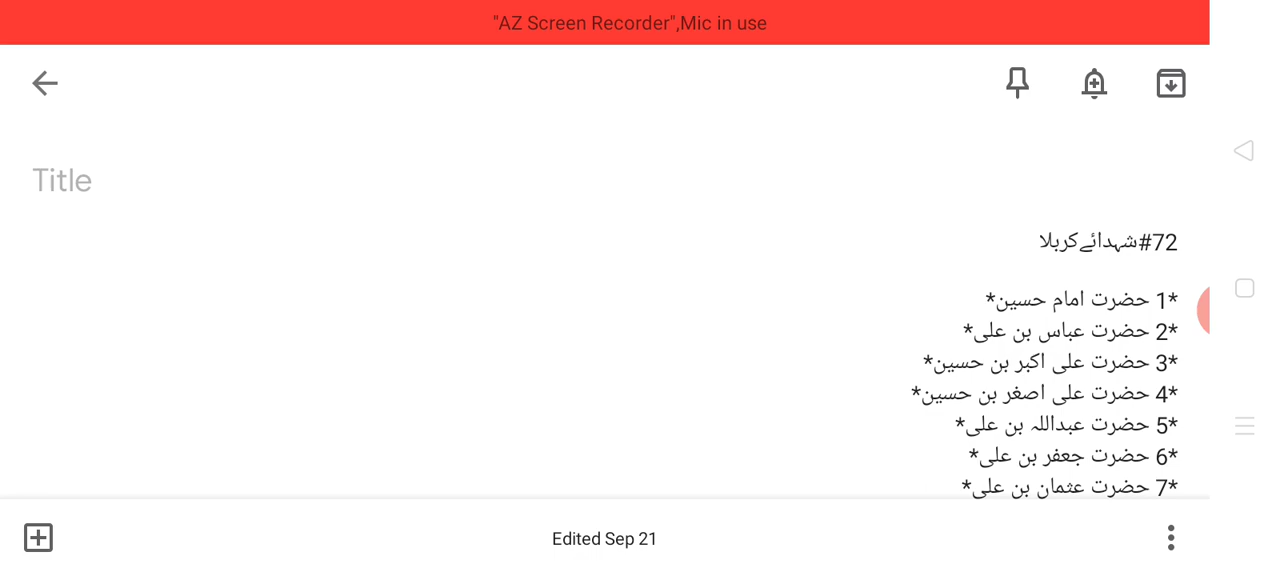 "AZ Screen Recorder",Mic in use
Title
#72شہدائےکربلا
*1 حضرت امام حسین*
*2 حضرت عباس بن علی*
*3 حضرت علی اکبر بن حسین*
*4 حضرت علی اصغر بن حسین*
*5 حضرت عبداللہ بن علی*
*6 حضرت جعفر بن علی*
*7 حضرت عثمان بن علی*
Edited Sep 21